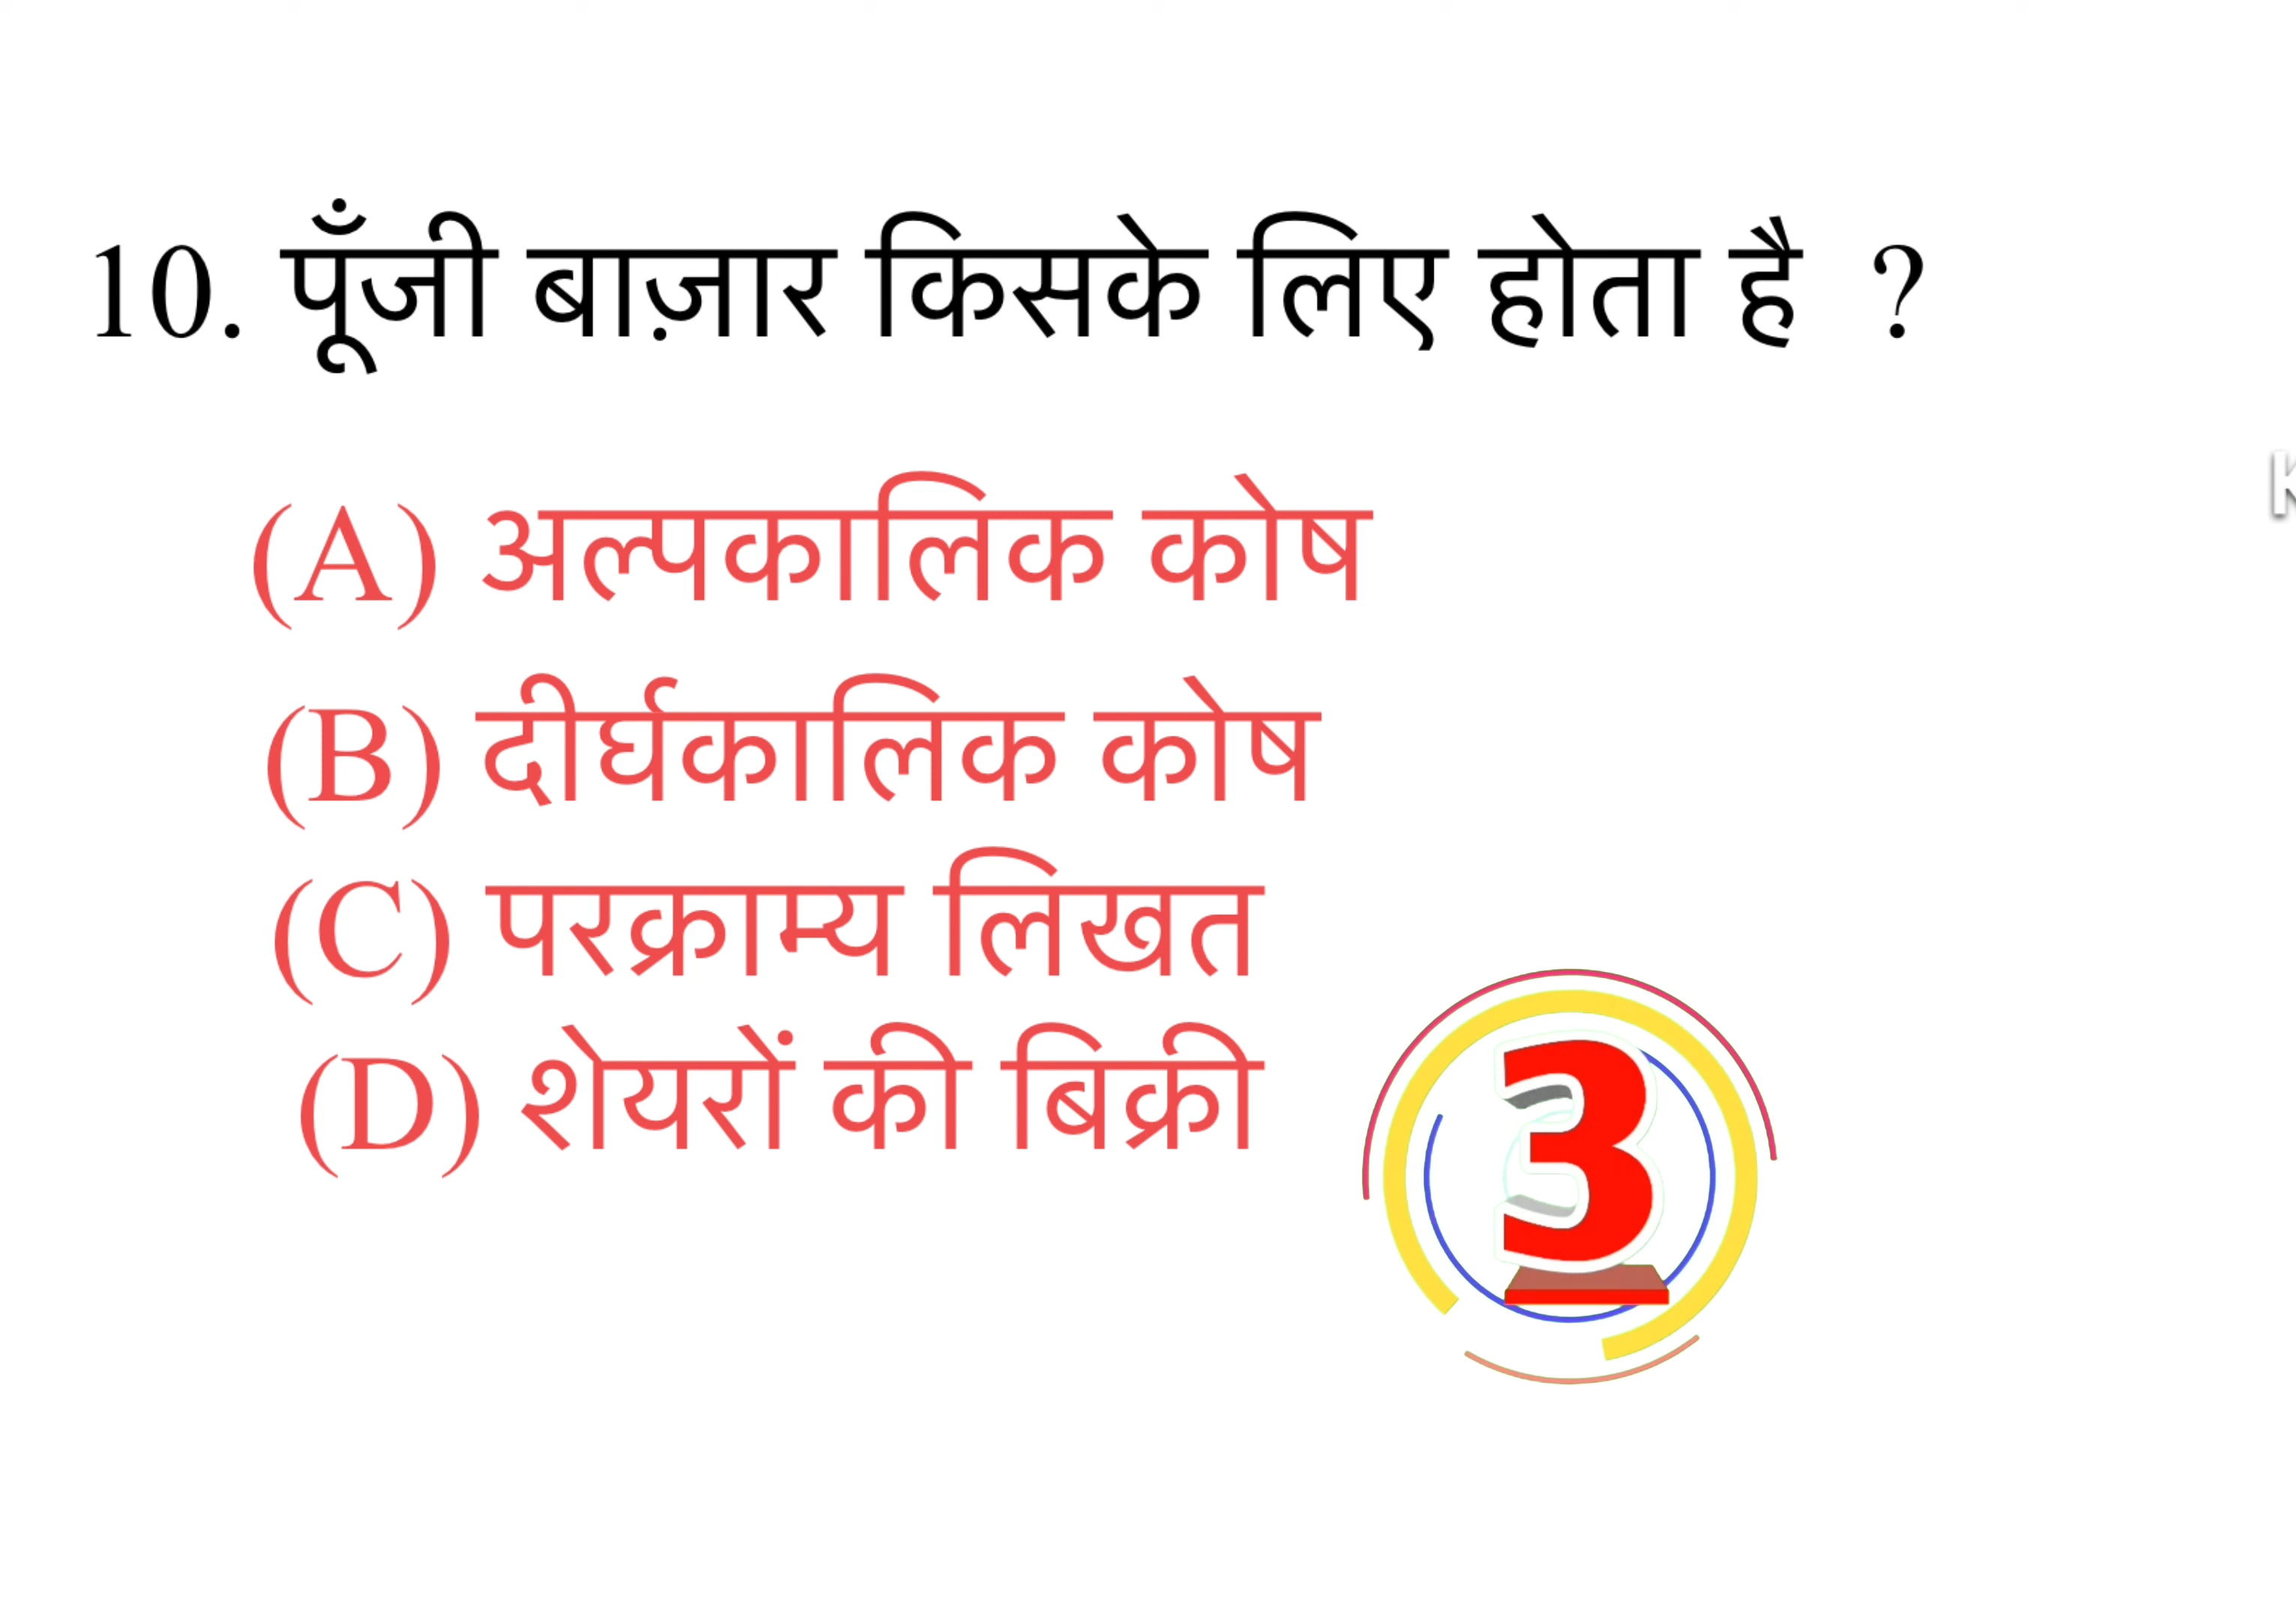 10. पूँजी बाज़ार किसके लिए होता है ?
(A) अल्पकालिक कोष
(B) दीर्घकालिक कोष
(C) परक्राम्य लिखत
(D) शेयरों की बिक्री
3